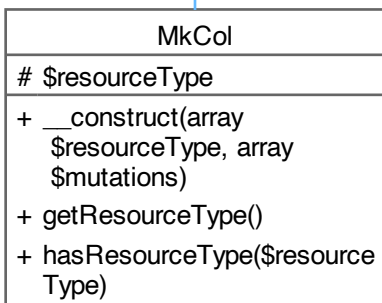 MkCol
# $resourceType
+ __construct(array
$resourceType, array
$mutations)
+ getResourceType()
+ hasResourceType($resource
Type)